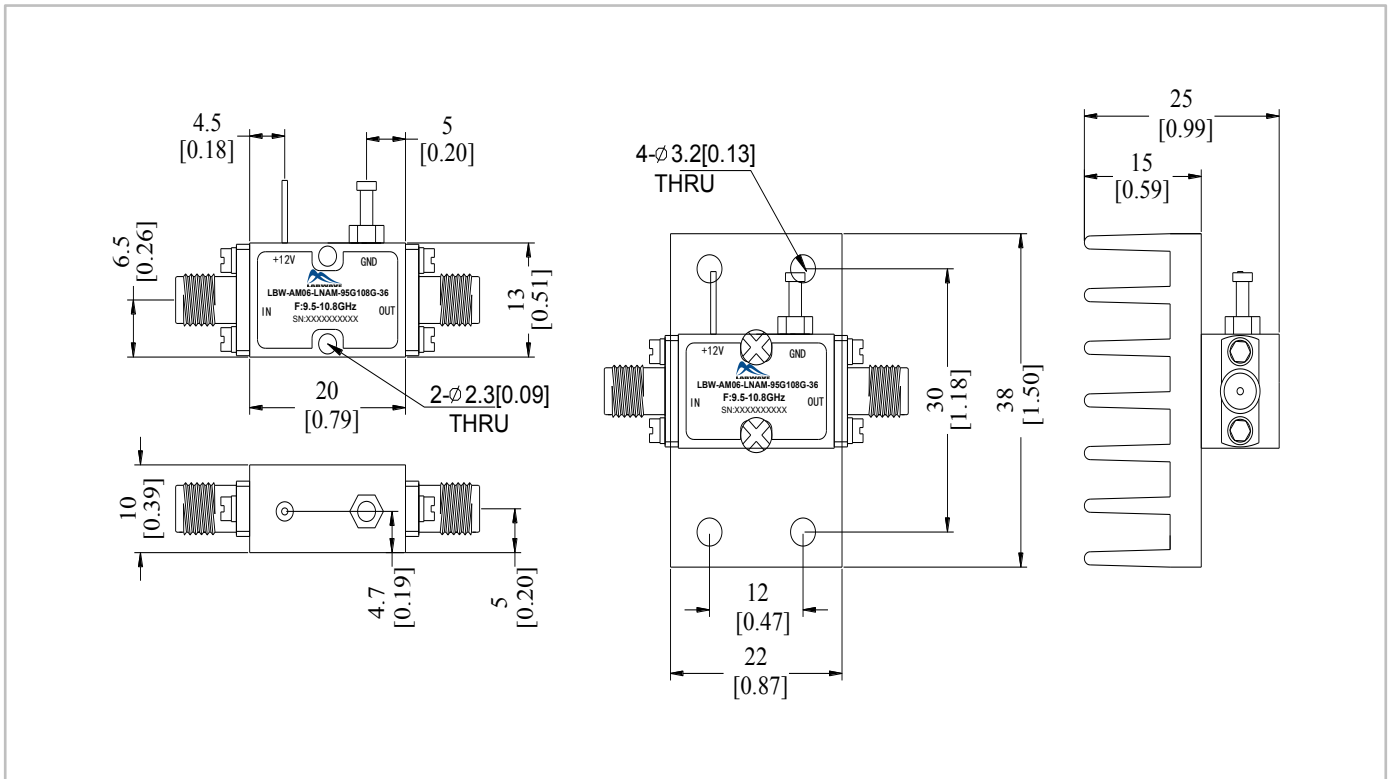 4.5
[0.18]
5
[0.20]
6.5
[0.26]
+12V
GND
LABWAVE
LBW-AM06-LNAM-95G108G-36
F:9.5-10.8GHz
IN
OUT
SN:XXXXXXXXXX
13
[0.51]
20
[0.79]
2-∅ 2.3[0.09]
THRU
10
[0.39]
4.7
[0.19]
5
[0.20]
4-∅ 3.2[0.13]
THRU
+12V
GND
LABWAVE
LBW-AM06-LNAM-95G108G-36
F:9.5-10.8GHz
IN
OUT
SN:XXXXXXXXXX
30
[1.18]
38
[1.50]
12
[0.47]
22
[0.87]
25
[0.99]
15
[0.59]